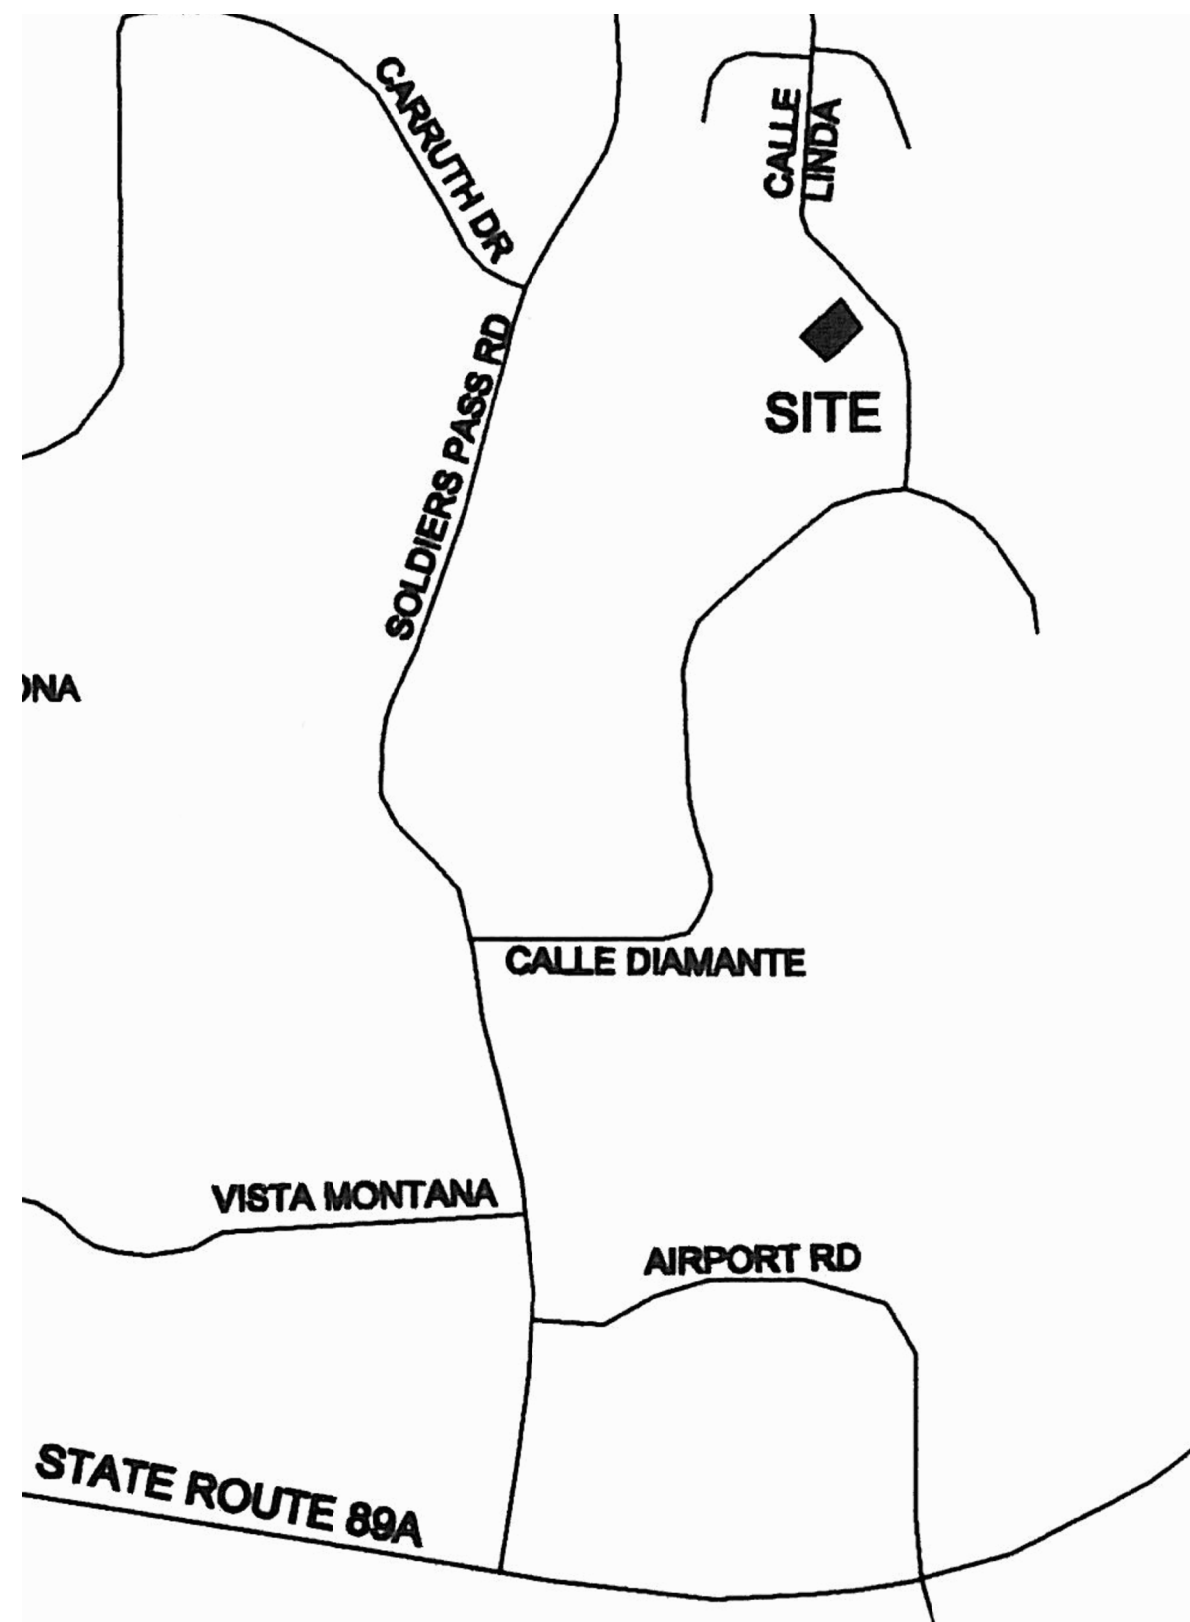 CARRUTH DR
CALLE
LINDA
SOLDIERS PASS RD
SITE
CALLE DIAMANTE
VISTA MONTANA
AIRPORT RD
STATE ROUTE 89A